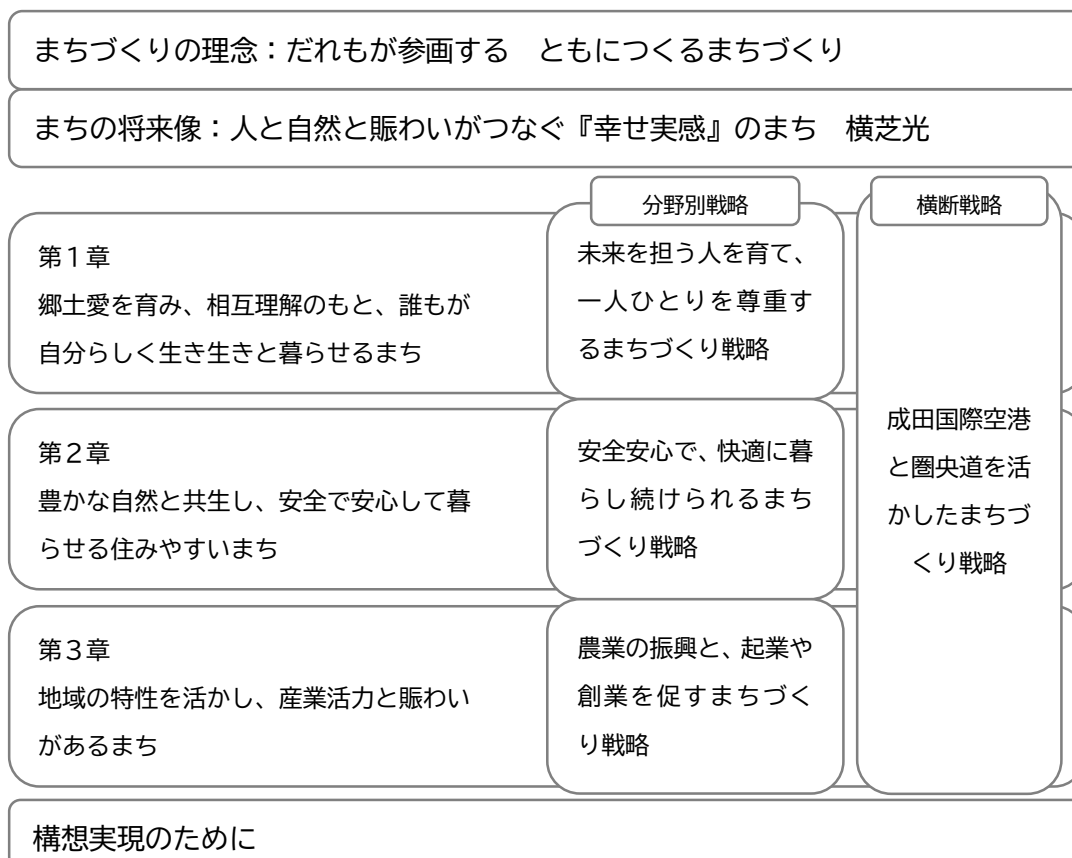 まちづくりの理念：だれもが参画する　ともにつくるまちづくり
まちの将来像：人と自然と賑わいがつなぐ『幸せ実感』のまち　横芝光
分野別戦略
横断戦略
第１章
郷土愛を育み、相互理解のもと、誰もが
自分らしく生き生きと暮らせるまち
未来を担う人を育て、
一人ひとりを尊重す
るまちづくり戦略
第２章
豊かな自然と共生し、安全で安心して暮
らせる住みやすいまち
安全安心で、快適に暮
らし続けられるまち
づくり戦略
第３章
地域の特性を活かし、産業活力と賑わい
があるまち
農業の振興と、起業や
創業を促すまちづく
り戦略
成田国際空港
と圏央道を活
かしたまちづ
くり戦略
構想実現のために